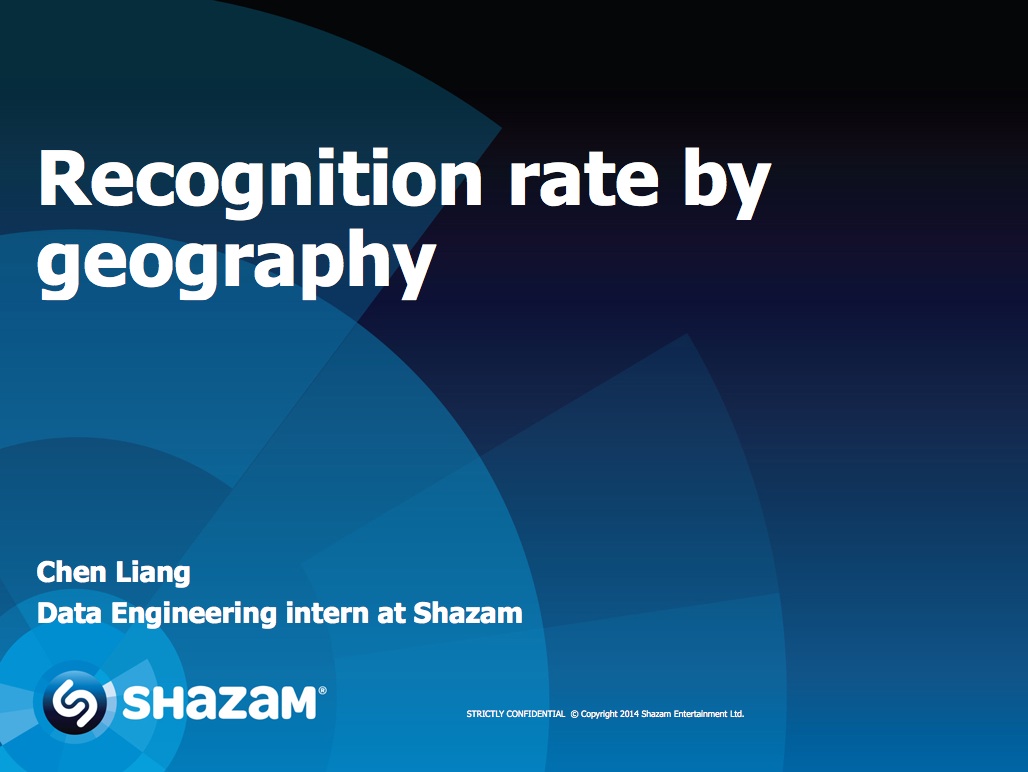 Recognition rate by
geography
Chen Liang
Data Engineering intern at Shazam
SHAZAM®
STRICTLY CONFIDENTIAL © Copyright 2014 Shazam Entertainment Ltd.